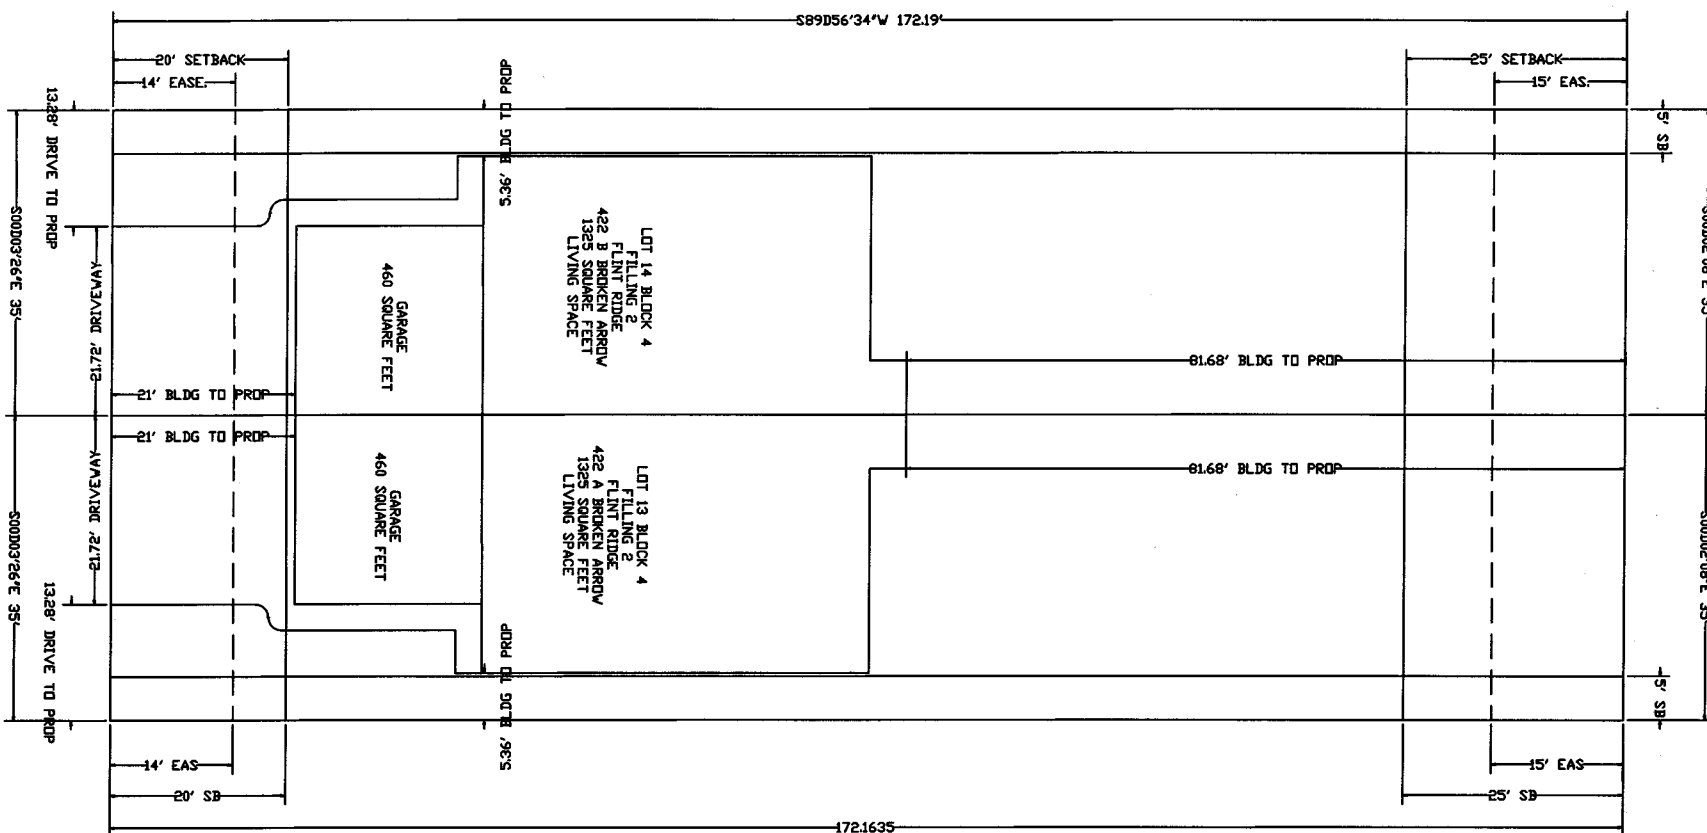 S89D56'34"W 172.19'
20' SETBACK
14' EASE.
25' SETBACK
15' EAS.
5' SB
13.28' DRIVE TO PROP
5.36' BLDG TO PROP
S00D03'26"E 35'
21.72' DRIVEWAY
LOT 14 BLOCK 4
FILLING 2
FLINT RIDGE
422 B BROKEN ARROW
1325 SQUARE FEET
LIVING SPACE
GARAGE
460 SQUARE FEET
81.68' BLDG TO PROP
21' BLDG TO PROP
21' BLDG TO PROP
81.68' BLDG TO PROP
LOT 13 BLOCK 4
FILLING 2
FLINT RIDGE
422 A BROKEN ARROW
1325 SQUARE FEET
LIVING SPACE
GARAGE
460 SQUARE FEET
21.72' DRIVEWAY
S00D03'26"E 35'
13.28' DRIVE TO PROP
5.36' BLDG TO PROP
5' SB
14' EAS
15' EAS
20' SB
25' SB
172.1635